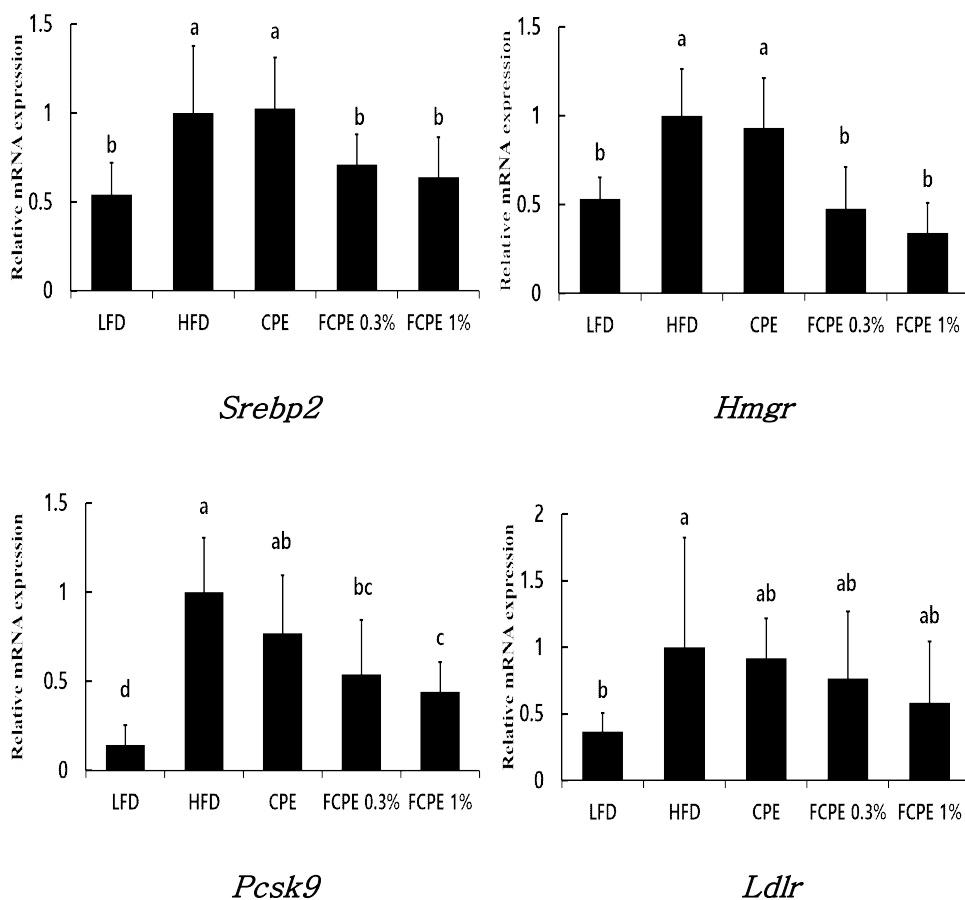 Relative mRNA expression
1.5
1
0.5
0
b
a
a
b
b
LFD HFD CPE FCPE 0.3% FCPE 1%
Srebp2
Relative mRNA expression
1.5
1
0.5
0
b
a
a
b
b
LFD HFD CPE FCPE 0.3% FCPE 1%
Hmgr
Relative mRNA expression
1.5
1
0.5
0
d
a
ab
bc
c
LFD HFD CPE FCPE 0.3% FCPE 1%
Pcsk9
Relative mRNA expression
2
1.5
1
0.5
0
b
a
ab
ab
ab
LFD HFD CPE FCPE 0.3% FCPE 1%
Ldlr